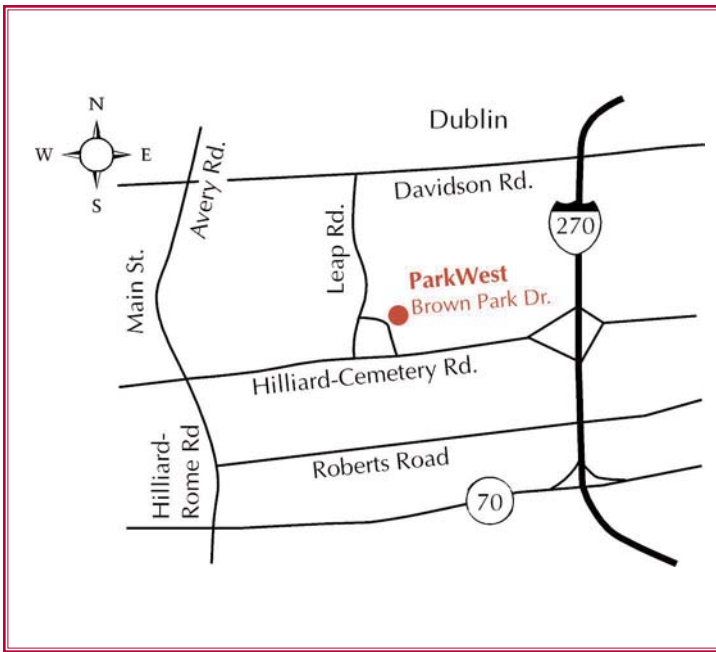 N
W
E
S
Dublin
Avery Rd.
Davidson Rd.
Leap Rd.
270
Main St.
ParkWest
Brown Park Dr.
Hilliard-Cemetery Rd.
Hilliard-
Rome Rd
Roberts Road
70